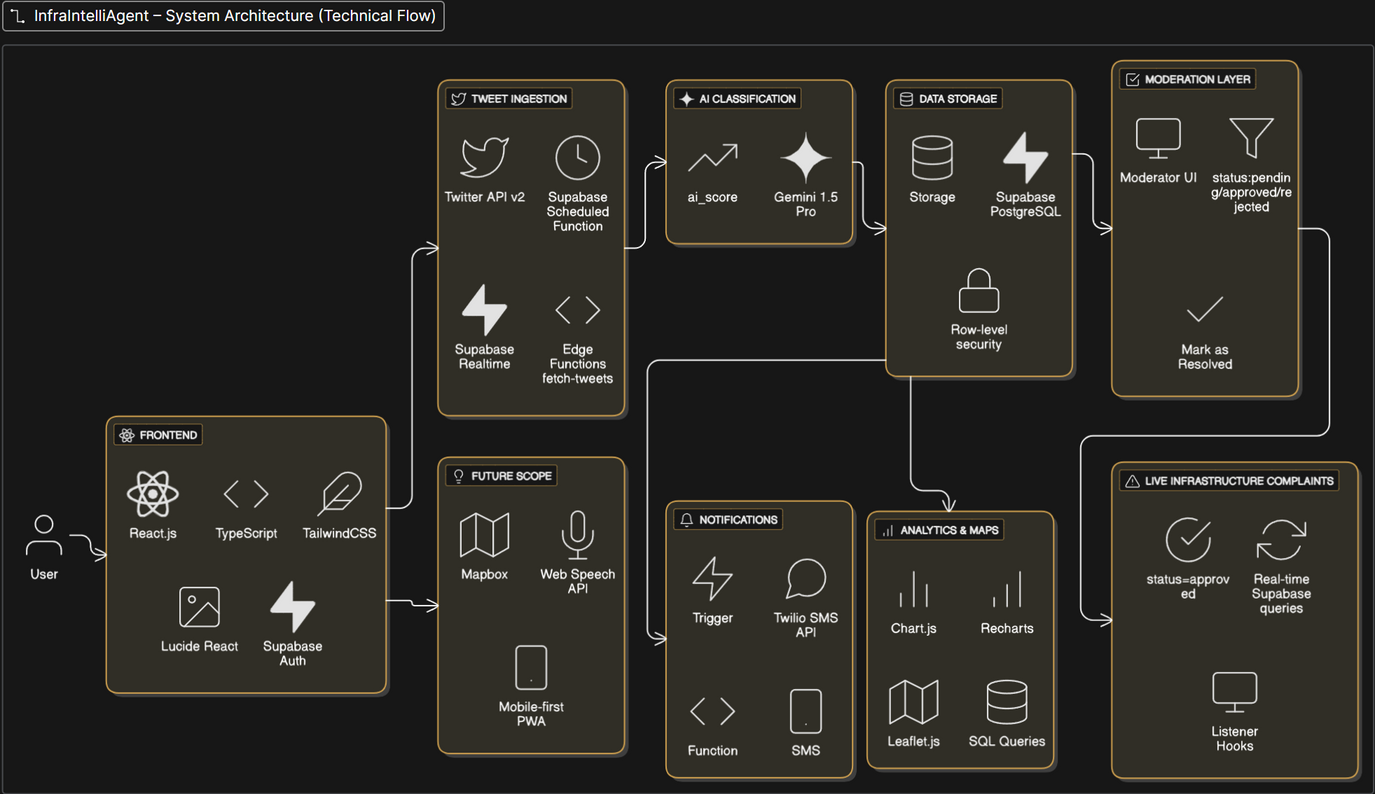 InfraIntelliAgent – System Architecture (Technical Flow)
TWEET INGESTION
Twitter API v2
Supabase
Scheduled
Function
Supabase
Realtime
Edge
Functions
fetch-tweets
AI CLASSIFICATION
ai_score
Gemini 1.5
Pro
DATA STORAGE
Storage
Supabase
PostgreSQL
Row-level
security
MODERATION LAYER
Moderator UI
status:pendin
g/approved/re
jected
Mark as
Resolved
FRONTEND
React.js
TypeScript
TailwindCSS
Lucide React
Supabase
Auth
User
FUTURE SCOPE
Mapbox
Web Speech
API
Mobile-first
PWA
NOTIFICATIONS
Trigger
Twilio SMS
API
Function
SMS
ANALYTICS & MAPS
Chart.js
Recharts
Leaflet.js
SQL Queries
LIVE INFRASTRUCTURE COMPLAINTS
status=approv
ed
Real-time
Supabase
queries
Listener
Hooks